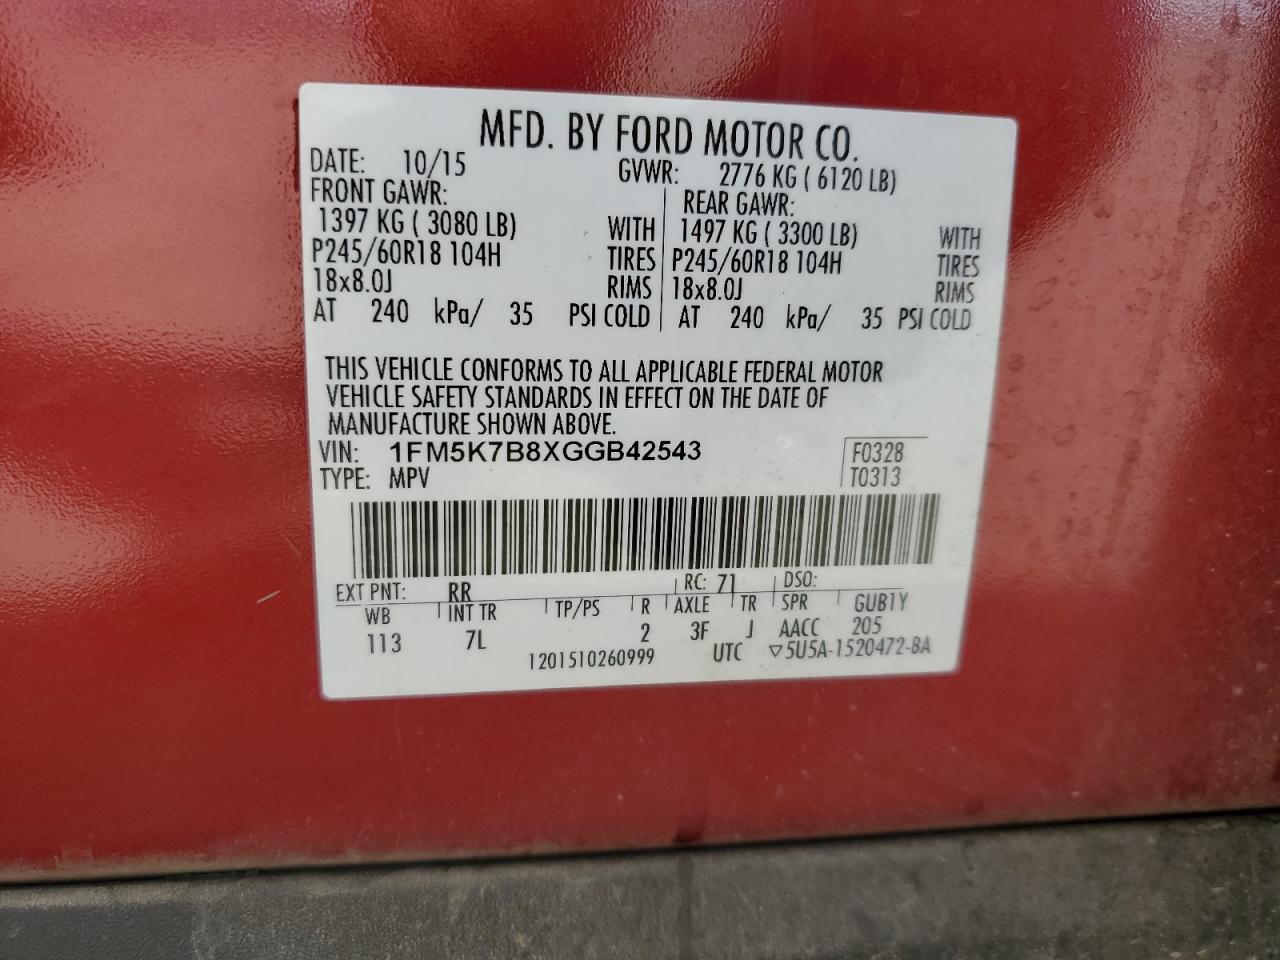 MFD. BY FORD MOTOR CO.
DATE: 10/15 GVWR: 2776 KG ( 6120 LB)
FRONT GAWR: REAR GAWR:
1397 KG ( 3080 LB) WITH 1497 KG ( 3300 LB) WITH
P245/60R18 104H TIRES P245/60R18 104H TIRES
18x8.0J RIMS 18x8.0J RIMS
AT 240 kPa/ 35 PSI COLD AT 240 kPa/ 35 PSI COLD
THIS VEHICLE CONFORMS TO ALL APPLICABLE FEDERAL MOTOR
VEHICLE SAFETY STANDARDS IN EFFECT ON THE DATE OF
MANUFACTURE SHOWN ABOVE.
VIN: 1FM5K7B8XGGB42543 F0328
TYPE: MPV T0313
EXT PNT: RR RC: 71 DSO:
WB INT TR TP/PS R AXLE TR SPR GUB1Y
113 7L 2 3F J AACC 205
1201510260999 UTC ▽5U5A-1520472-BA